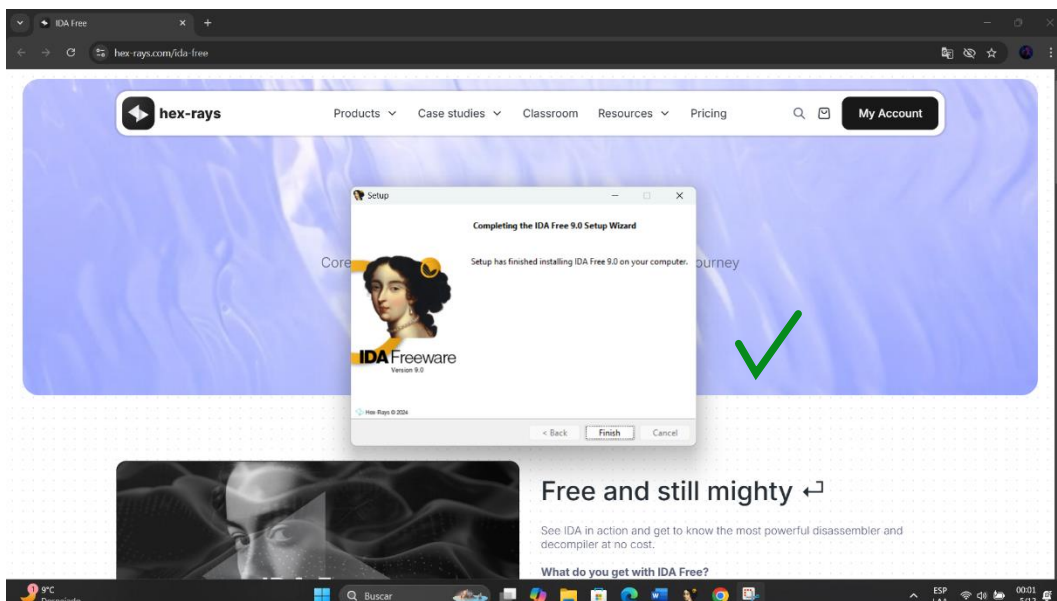 IDA Free
hex-rays.com/ida-free
hex-rays
Products
Case studies
Classroom
Resources
Pricing
My Account
Setup
Completing the IDA Free 9.0 Setup Wizard
Setup has finished installing IDA Free 9.0 on your computer.
Core
ourney
IDA Freeware
Version 9.0
Hex-Rays © 2024
< Back
Finish
Cancel
Free and still mighty
See IDA in action and get to know the most powerful disassembler and
decompiler at no cost.
What do you get with IDA Free?
1
9°C
Despejado
Buscar
ESP
LAA
00:01